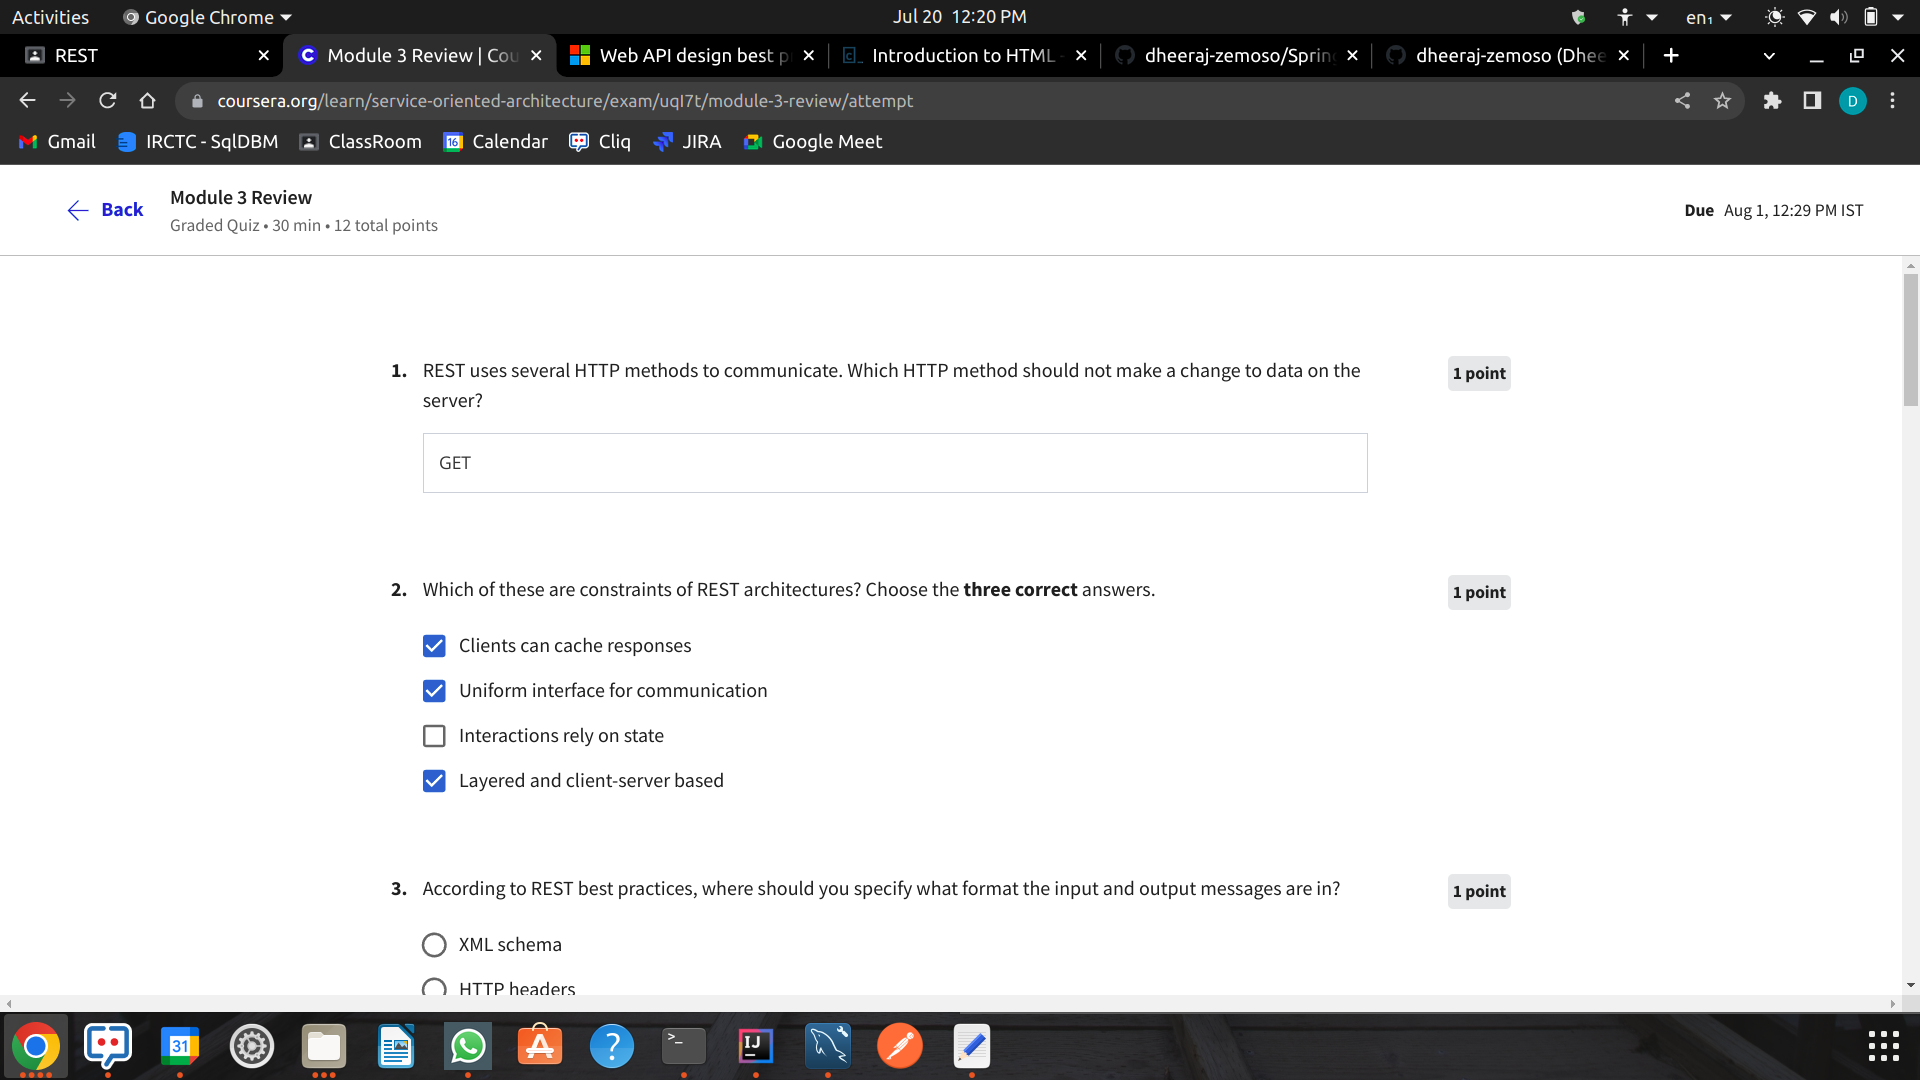 Activities
Google Chrome
Jul 20 12:20 PM
en₁
REST
Module 3 Review | Cou
Web API design best p
Introduction to HTML
dheeraj-zemoso/Spring
dheeraj-zemoso (Dhee
coursera.org/learn/service-oriented-architecture/exam/uqI7t/module-3-review/attempt
D
Gmail
IRCTC - SqlDBM
ClassRoom
16
Calendar
Cliq
JIRA
Google Meet
Back
Module 3 Review
Graded Quiz • 30 min • 12 total points
Due Aug 1, 12:29 PM IST
1. REST uses several HTTP methods to communicate. Which HTTP method should not make a change to data on the
server?
1 point
GET
2. Which of these are constraints of REST architectures? Choose the three correct answers.
1 point
Clients can cache responses
Uniform interface for communication
Interactions rely on state
Layered and client-server based
3. According to REST best practices, where should you specify what format the input and output messages are in?
1 point
XML schema
HTTP headers
31
IJ